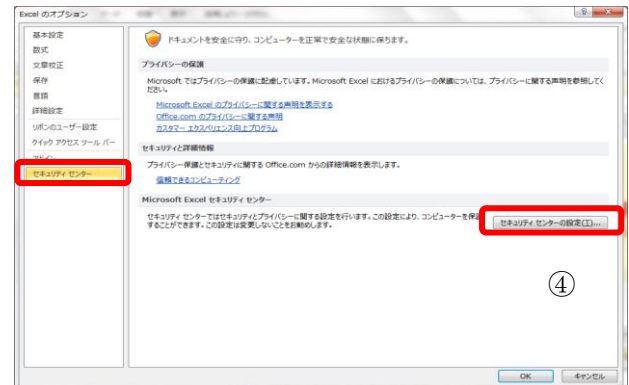 Excel のオプション
基本設定
数式
文章校正
保存
言語
詳細設定
リボンのユーザー設定
クイック アクセス ツール バー
アドイン
セキュリティ センター
ドキュメントを安全に守り、コンピューターを正常で安全な状態に保ちます。
プライバシーの保護
Microsoft ではプライバシーの保護に配慮しています。Microsoft Excel におけるプライバシーの保護については、プライバシーに関する声明を参照してく
ださい。
Microsoft Excel のプライバシーに関する声明を表示する
Office.com のプライバシーに関する声明
カスタマー エクスペリエンス向上プログラム
セキュリティと詳細情報
プライバシー保護とセキュリティに関する Office.com からの詳細情報を表示します。
信頼できるコンピューティング
Microsoft Excel セキュリティ センター
セキュリティ センターではセキュリティとプライバシーに関する設定を行います。この設定により、コンピューターを保護
することができます。この設定は変更しないことをお勧めします。
セキュリティ センターの設定(T)...
④
OK
キャンセル